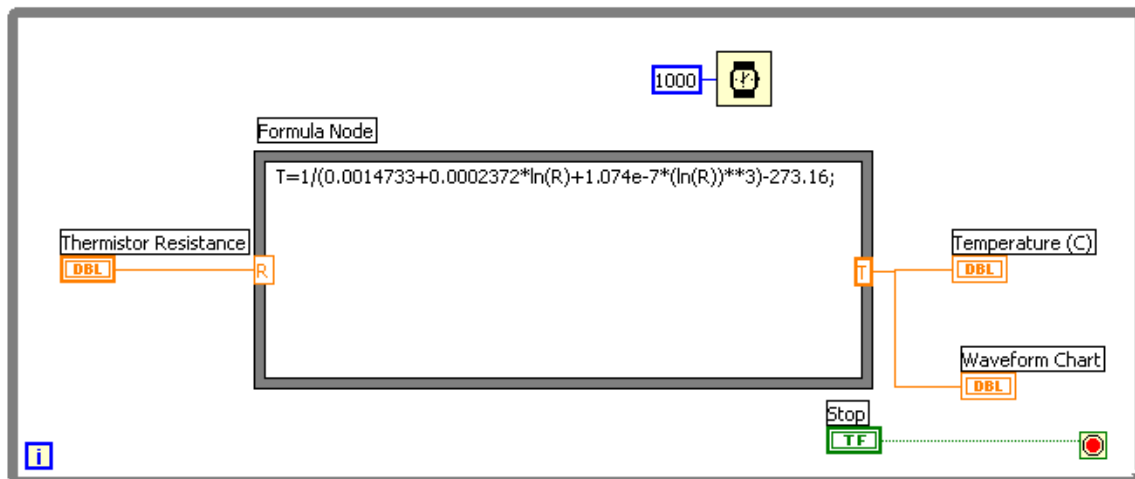 1000
Formula Node
T=1/(0.0014733+0.0002372*ln(R)+1.074e-7*(ln(R))**3)-273.16;
Thermistor Resistance
DBL
R
T
Temperature (C)
DBL
Waveform Chart
DBL
Stop
TF
i